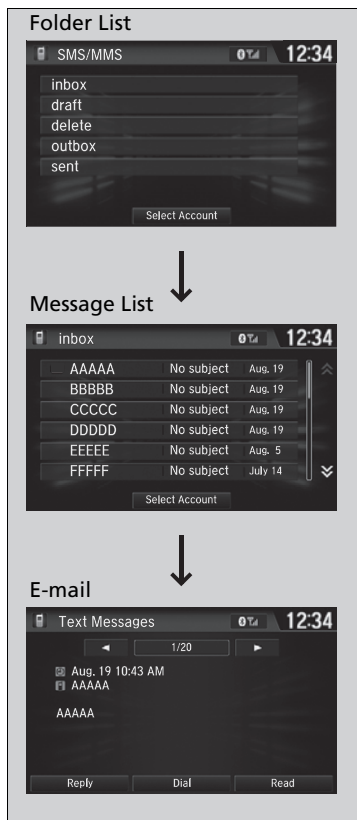 Folder List
SMS/MMS 12:34
inbox
draft
delete
outbox
sent
Select Account
Message List
inbox 12:34
AAAAA No subject Aug. 19
BBBBB No subject Aug. 19
CCCCC No subject Aug. 19
DDDDD No subject Aug. 19
EEEEE No subject Aug. 5
FFFFF No subject July 14
Select Account
E-mail
Text Messages 12:34
1/20
Aug. 19 10:43 AM
AAAAA
AAAAA
Reply Dial Read